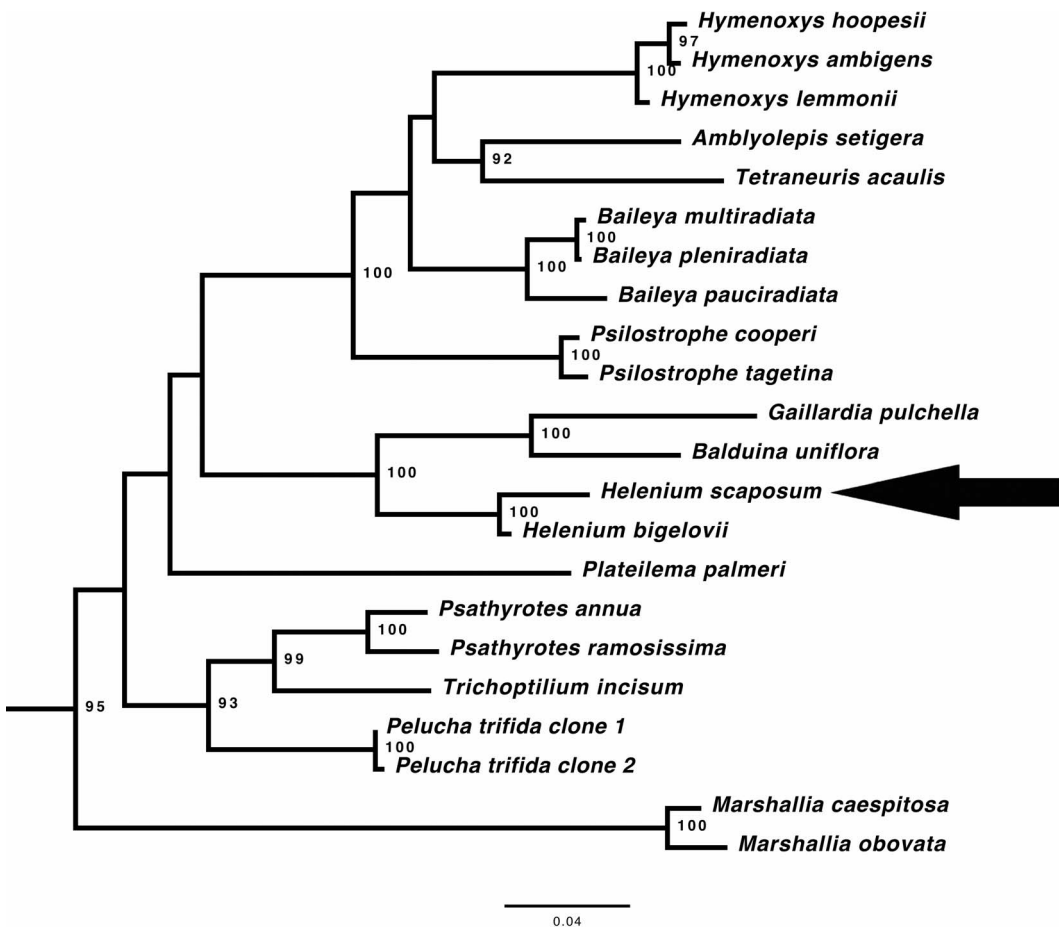 Hymenoxys hoopesii
97
Hymenoxys ambigens
100
Hymenoxys lemmonii
Amblyolepis setigera
92
Tetraneuris acaulis
Baileya multiradiata
100
Baileya pleniradiata
100
Baileya pauciradiata
100
Psilostrophe cooperi
100
Psilostrophe tagetina
Gaillardia pulchella
100
Balduina uniflora
100
Helenium scaposum
100
Helenium bigelovii
Plateilema palmeri
Psathyrotes annua
100
Psathyrotes ramosissima
99
Trichoptilium incisum
93
95
Pelucha trifida clone 1
100
Pelucha trifida clone 2
Marshallia caespitosa
100
Marshallia obovata
0.04